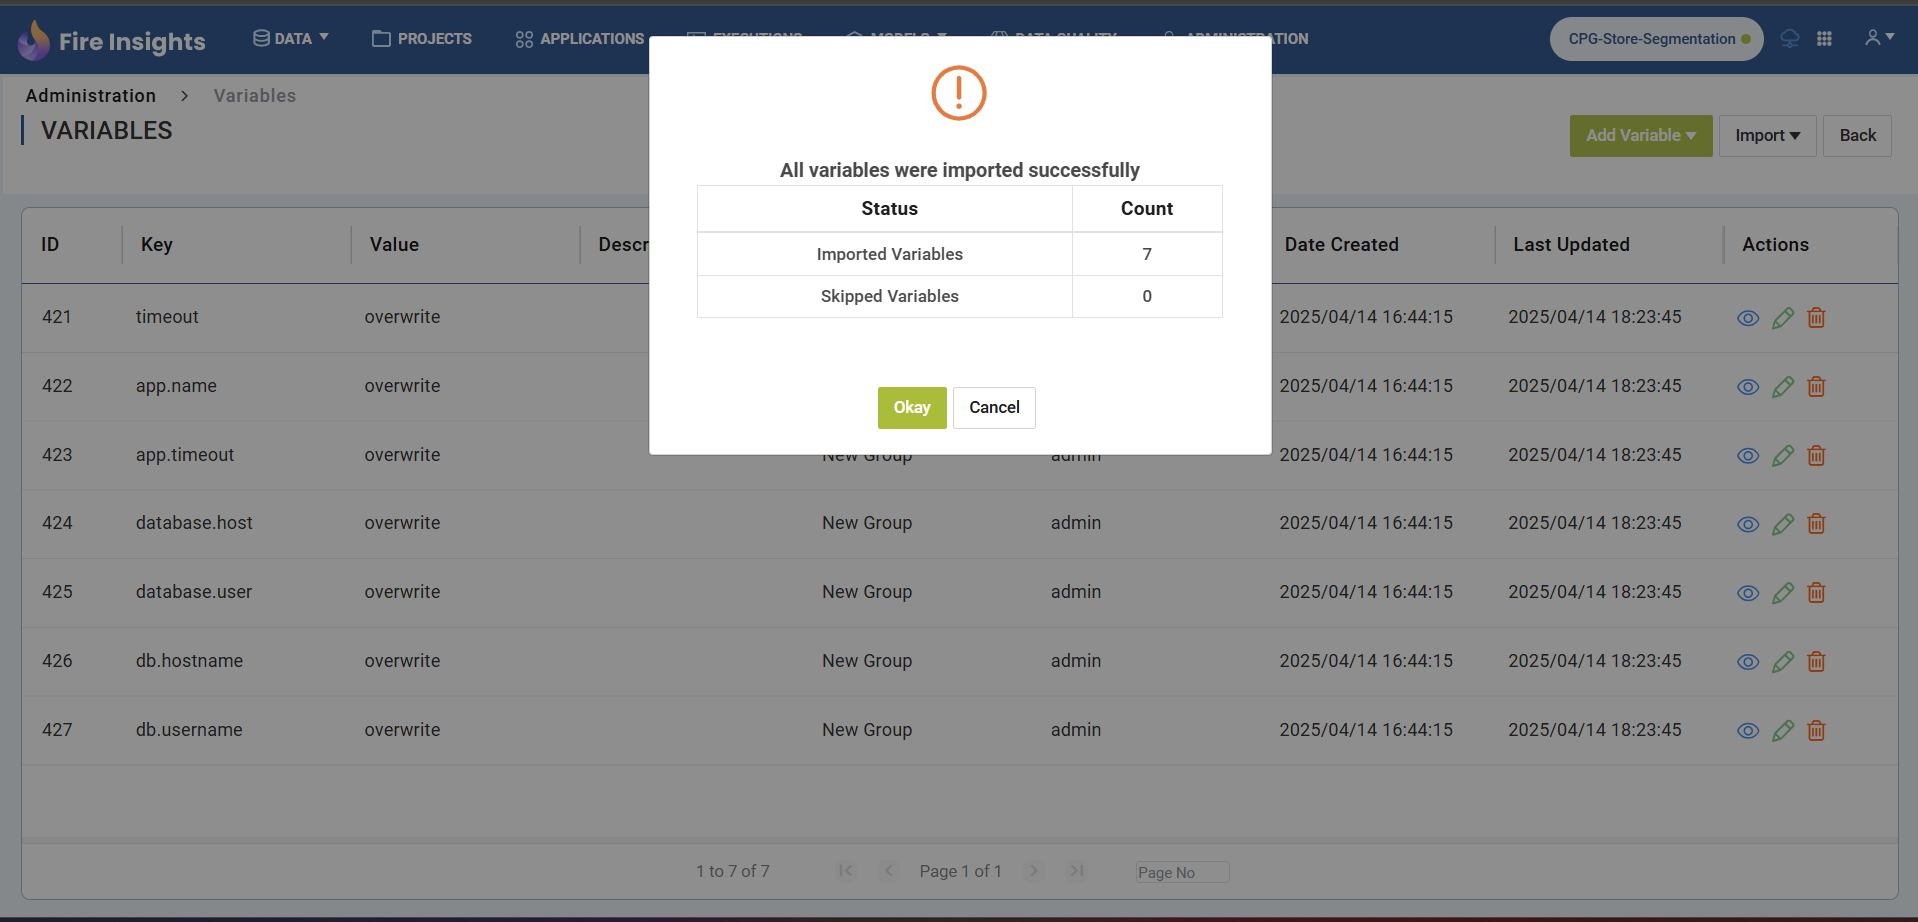 Fire Insights
DATA
PROJECTS
APPLICATIONS
EXECUTIONS
MODELS
DATA QUALITY
ADMINISTRATION
CPG-Store-Segmentation
Administration > Variables
VARIABLES
Add Variable
Import
Back
All variables were imported successfully
Status Count
Imported Variables 7
Skipped Variables 0
Okay
Cancel
ID Key Value Descr Date Created Last Updated Actions
421 timeout overwrite 2025/04/14 16:44:15 2025/04/14 18:23:45
422 app.name overwrite 2025/04/14 16:44:15 2025/04/14 18:23:45
423 app.timeout overwrite New Group admin 2025/04/14 16:44:15 2025/04/14 18:23:45
424 database.host overwrite New Group admin 2025/04/14 16:44:15 2025/04/14 18:23:45
425 database.user overwrite New Group admin 2025/04/14 16:44:15 2025/04/14 18:23:45
426 db.hostname overwrite New Group admin 2025/04/14 16:44:15 2025/04/14 18:23:45
427 db.username overwrite New Group admin 2025/04/14 16:44:15 2025/04/14 18:23:45
1 to 7 of 7
Page 1 of 1
Page No